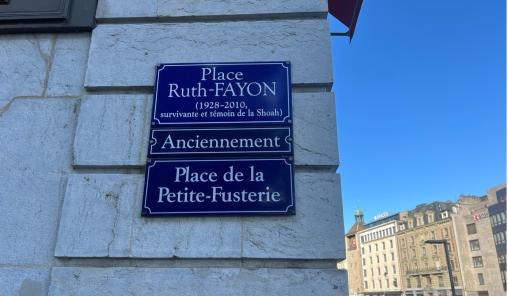 Place
Ruth-FAYON
(1928-2010,
survivante et témoin de la Shoah)
Anciennement
Place de la
Petite-Fusterie